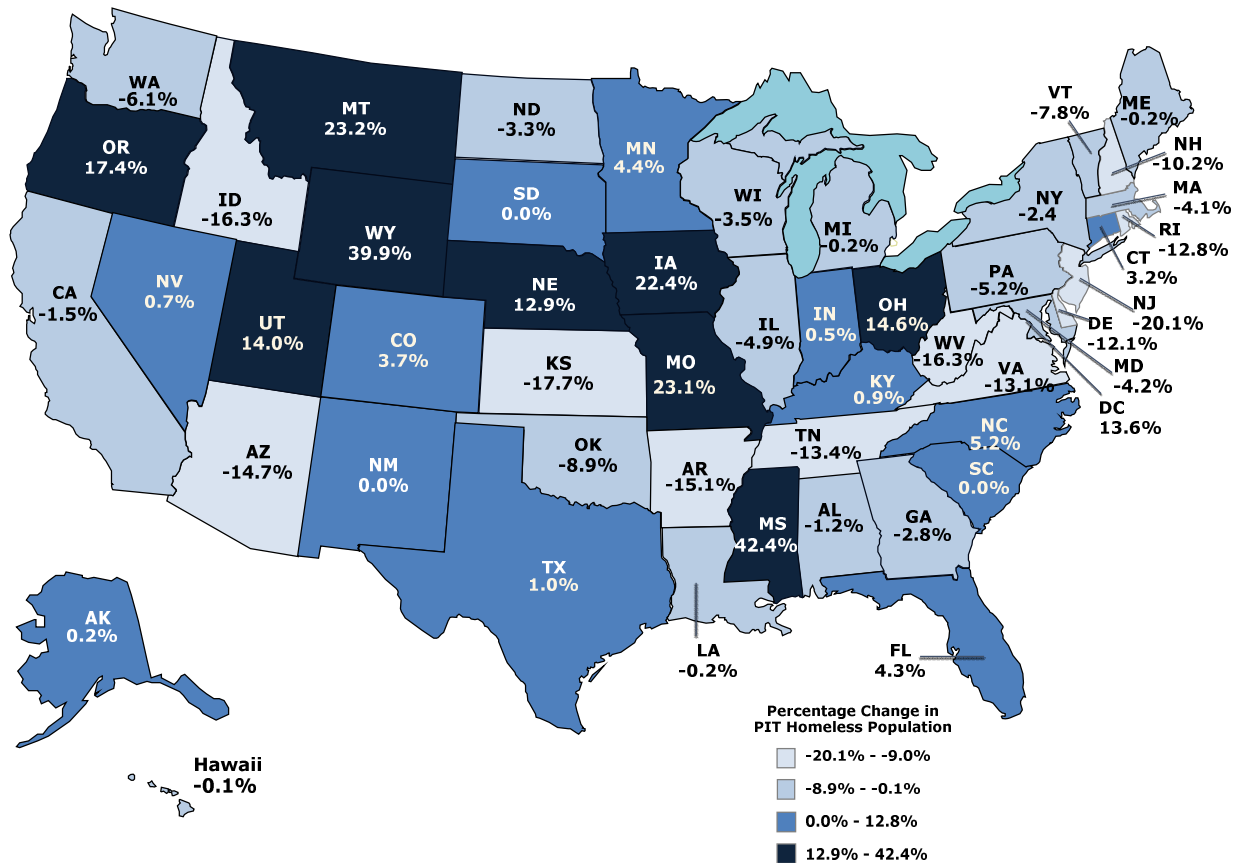 WA
-6.1%
MT
23.2%
ND
-3.3%
MN
4.4%
VT
-7.8%
ME
-0.2%
NH
-10.2%
OR
17.4%
ID
-16.3%
SD
0.0%
WI
-3.5%
MI
-0.2%
NY
-2.4
MA
-4.1%
RI
-12.8%
CT
3.2%
WY
39.9%
IA
22.4%
NE
12.9%
PA
-5.2%
NJ
-20.1%
CA
-1.5%
NV
0.7%
UT
14.0%
CO
3.7%
KS
-17.7%
MO
23.1%
IL
-4.9%
IN
0.5%
OH
14.6%
WV
-16.3%
VA
-13.1%
DE
-12.1%
MD
-4.2%
DC
13.6%
KY
0.9%
AZ
-14.7%
NM
0.0%
OK
-8.9%
AR
-15.1%
TN
-13.4%
NC
5.2%
SC
0.0%
MS
42.4%
AL
-1.2%
GA
-2.8%
TX
1.0%
LA
-0.2%
FL
4.3%
AK
0.2%
Hawaii
-0.1%
Percentage Change in
PIT Homeless Population
-20.1% - -9.0%
-8.9% - -0.1%
0.0% - 12.8%
12.9% - 42.4%